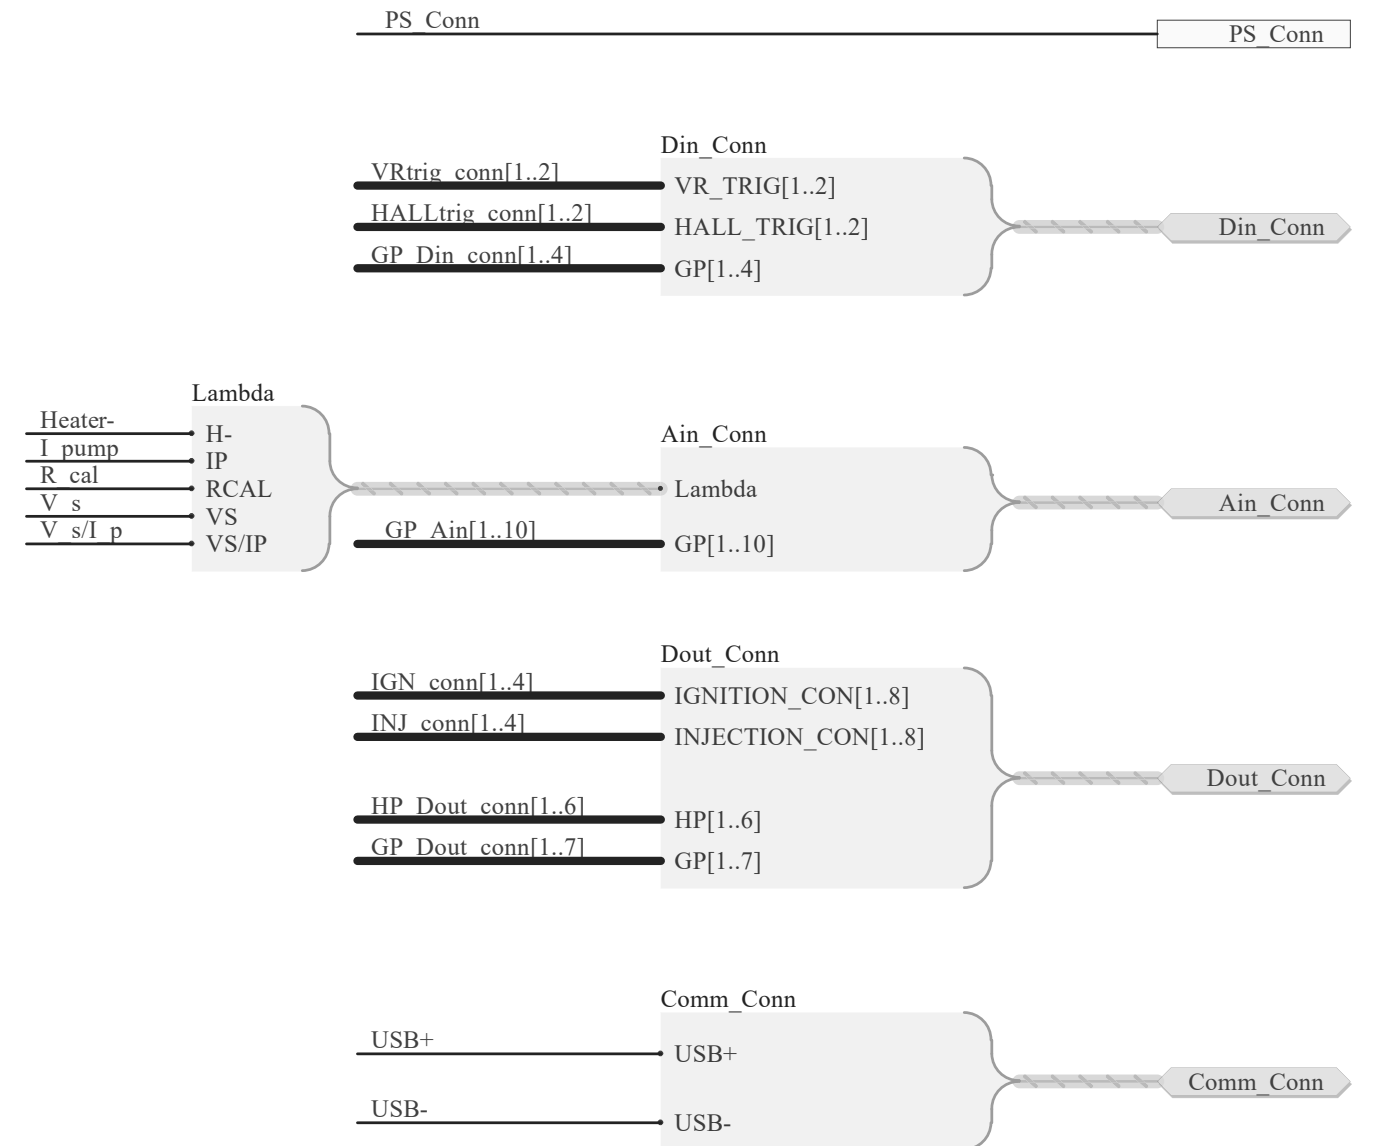 PS_Conn
PS_Conn
Din_Conn
VRtrig_conn[1..2]
VR_TRIG[1..2]
HALLtrig_conn[1..2]
HALL_TRIG[1..2]
Din_Conn
GP_Din_conn[1..4]
GP[1..4]
Lambda
Heater-
H-
I_pump
IP
R_cal
RCAL
V_s
VS
V_s/I_p
VS/IP
Ain_Conn
Lambda
Ain_Conn
GP_Ain[1..10]
GP[1..10]
Dout_Conn
IGN_conn[1..4]
IGNITION_CON[1..8]
INJ_conn[1..4]
INJECTION_CON[1..8]
Dout_Conn
HP_Dout_conn[1..6]
HP[1..6]
GP_Dout_conn[1..7]
GP[1..7]
Comm_Conn
USB+
USB+
Comm_Conn
USB-
USB-